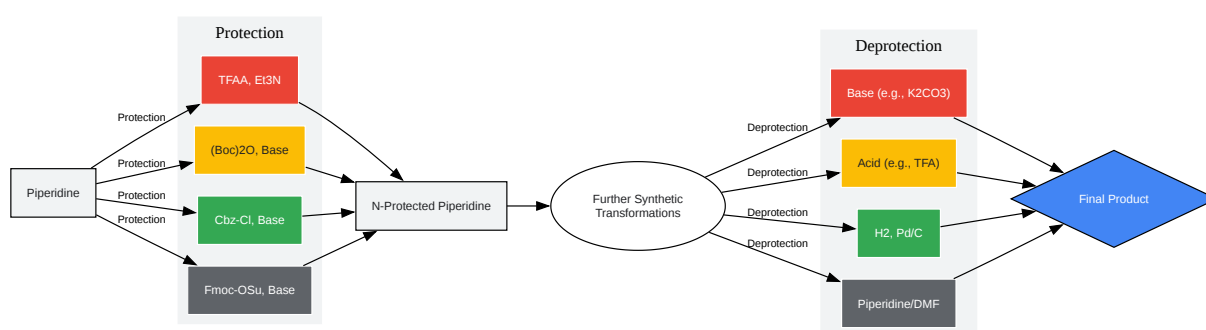 Protection
Deprotection
Piperidine
Protection
Protection
Protection
Protection
TFAA, Et3N
(Boc)2O, Base
Cbz-Cl, Base
Fmoc-OSu, Base
N-Protected Piperidine
Further Synthetic
Transformations
Deprotection
Deprotection
Deprotection
Deprotection
Base (e.g., K2CO3)
Acid (e.g., TFA)
H2, Pd/C
Piperidine/DMF
Final Product